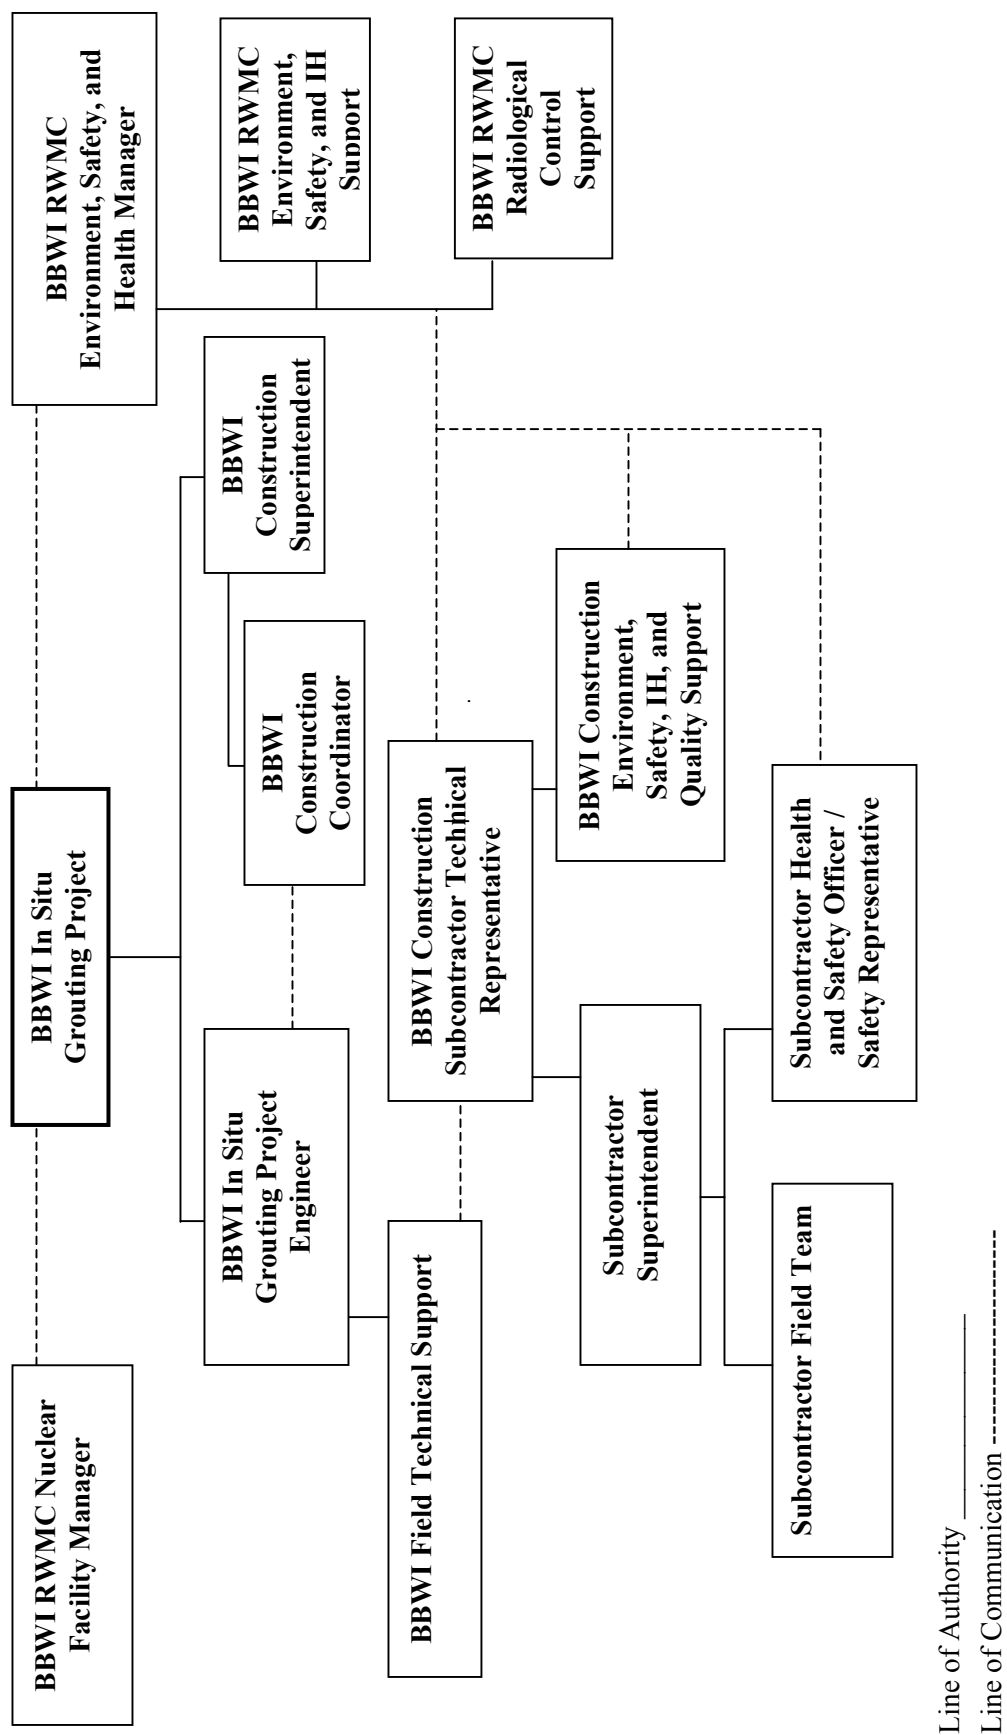 BBWI RWMC Nuclear
Facility Manager
BBWI In Situ
Grouting Project
BBWI RWMC
Environment, Safety, and
Health Manager
BBWI In Situ
Grouting Project
Engineer
BBWI
Construction
Coordinator
BBWI
Construction
Superintendent
BBWI RWMC
Environment,
Safety, and IH
Support
BBWI Field Technical Support
BBWI Construction
Subcontractor Technical
Representative
BBWI RWMC
Radiological
Control
Support
Subcontractor
Superintendent
BBWI Construction
Environment,
Safety, IH, and
Quality Support
Subcontractor Field Team
Subcontractor Health
and Safety Officer /
Safety Representative
Line of Authority
Line of Communication